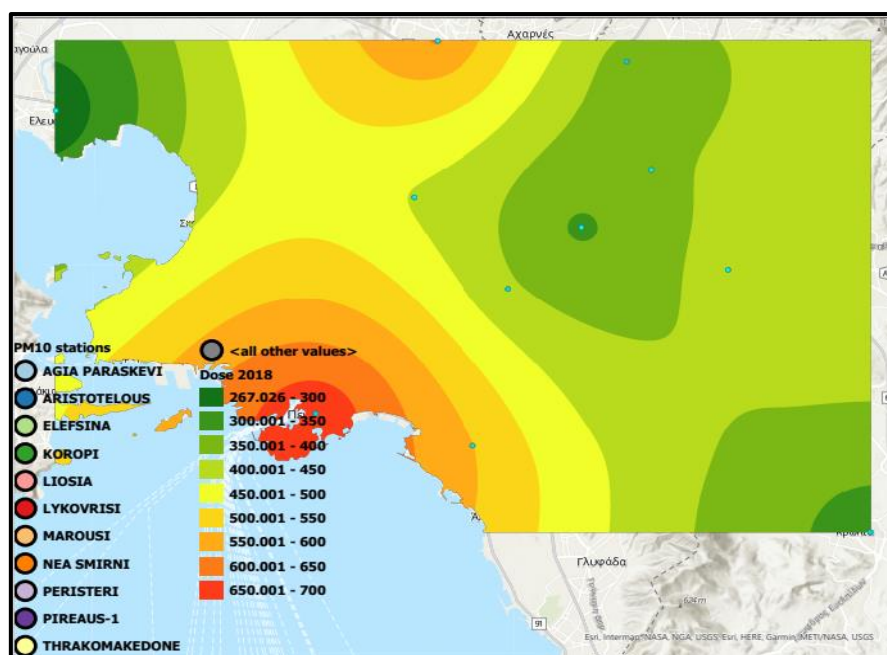 Αχαρνές
PM10 stations
AGIA PARASKEVI
ARISTOTELOUS
ELEFSINA
KOROPI
LIOSIA
LYKOVRISI
MAROUSI
NEA SMIRNI
PERISTERI
PIREAUS-1
THRAKOMAKEDONE
<all other values>
Dose 2018
267.026 - 300
300.001 - 350
350.001 - 400
400.001 - 450
450.001 - 500
500.001 - 550
550.001 - 600
600.001 - 650
650.001 - 700
Γλυφάδα
91
Esri, Intermap, NASA, NGA, USGS; Esri, HERE, Garmin, METI/NASA, USGS